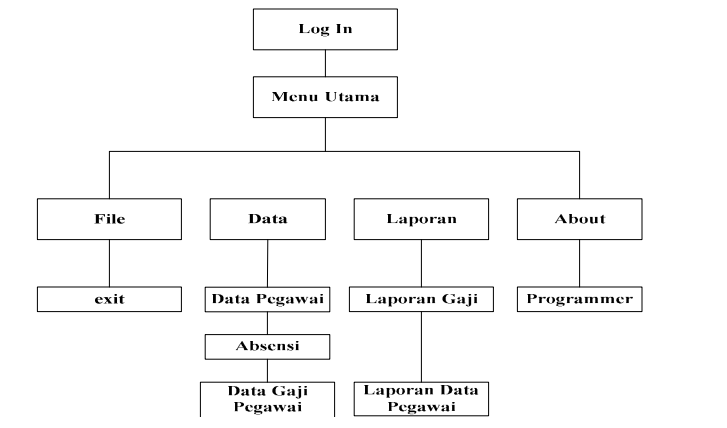 Log In
Menu Utama
File
Data
Laporan
About
exit
Data Pegawai
Laporan Gaji
Programmer
Absensi
Data Gaji
Pegawai
Laporan Data
Pegawai